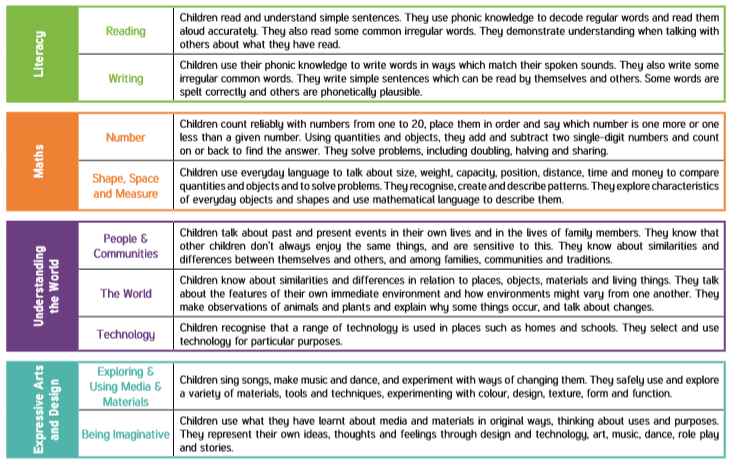 Literacy
Reading
Children read and understand simple sentences. They use phonic knowledge to decode regular words and read them
aloud accurately. They also read some common irregular words. They demonstrate understanding when talking with
others about what they have read.
Writing
Children use their phonic knowledge to write words in ways which match their spoken sounds. They also write some
irregular common words. They write simple sentences which can be read by themselves and others. Some words are
spelt correctly and others are phonetically plausible.
Maths
Number
Children count reliably with numbers from one to 20, place them in order and say which number is one more or one
less than a given number. Using quantities and objects, they add and subtract two single-digit numbers and count
on or back to find the answer. They solve problems, including doubling, halving and sharing.
Shape, Space
and Measure
Children use everyday language to talk about size, weight, capacity, position, distance, time and money to compare
quantities and objects and to solve problems. They recognise, create and describe patterns. They explore characteristics
of everyday objects and shapes and use mathematical language to describe them.
Understanding
the World
People &
Communities
Children talk about past and present events in their own lives and in the lives of family members. They know that
other children don't always enjoy the same things, and are sensitive to this. They know about similarities and
differences between themselves and others, and among families, communities and traditions.
The World
Children know about similarities and differences in relation to places, objects, materials and living things. They talk
about the features of their own immediate environment and how environments might vary from one another. They
make observations of animals and plants and explain why some things occur, and talk about changes.
Technology
Children recognise that a range of technology is used in places such as homes and schools. They select and use
technology for particular purposes.
Expressive Arts
and Design
Exploring &
Using Media &
Materials
Children sing songs, make music and dance, and experiment with ways of changing them. They safely use and explore
a variety of materials, tools and techniques, experimenting with colour, design, texture, form and function.
Being Imaginative
Children use what they have learnt about media and materials in original ways, thinking about uses and purposes.
They represent their own ideas, thoughts and feelings through design and technology, art, music, dance, role play
and stories.